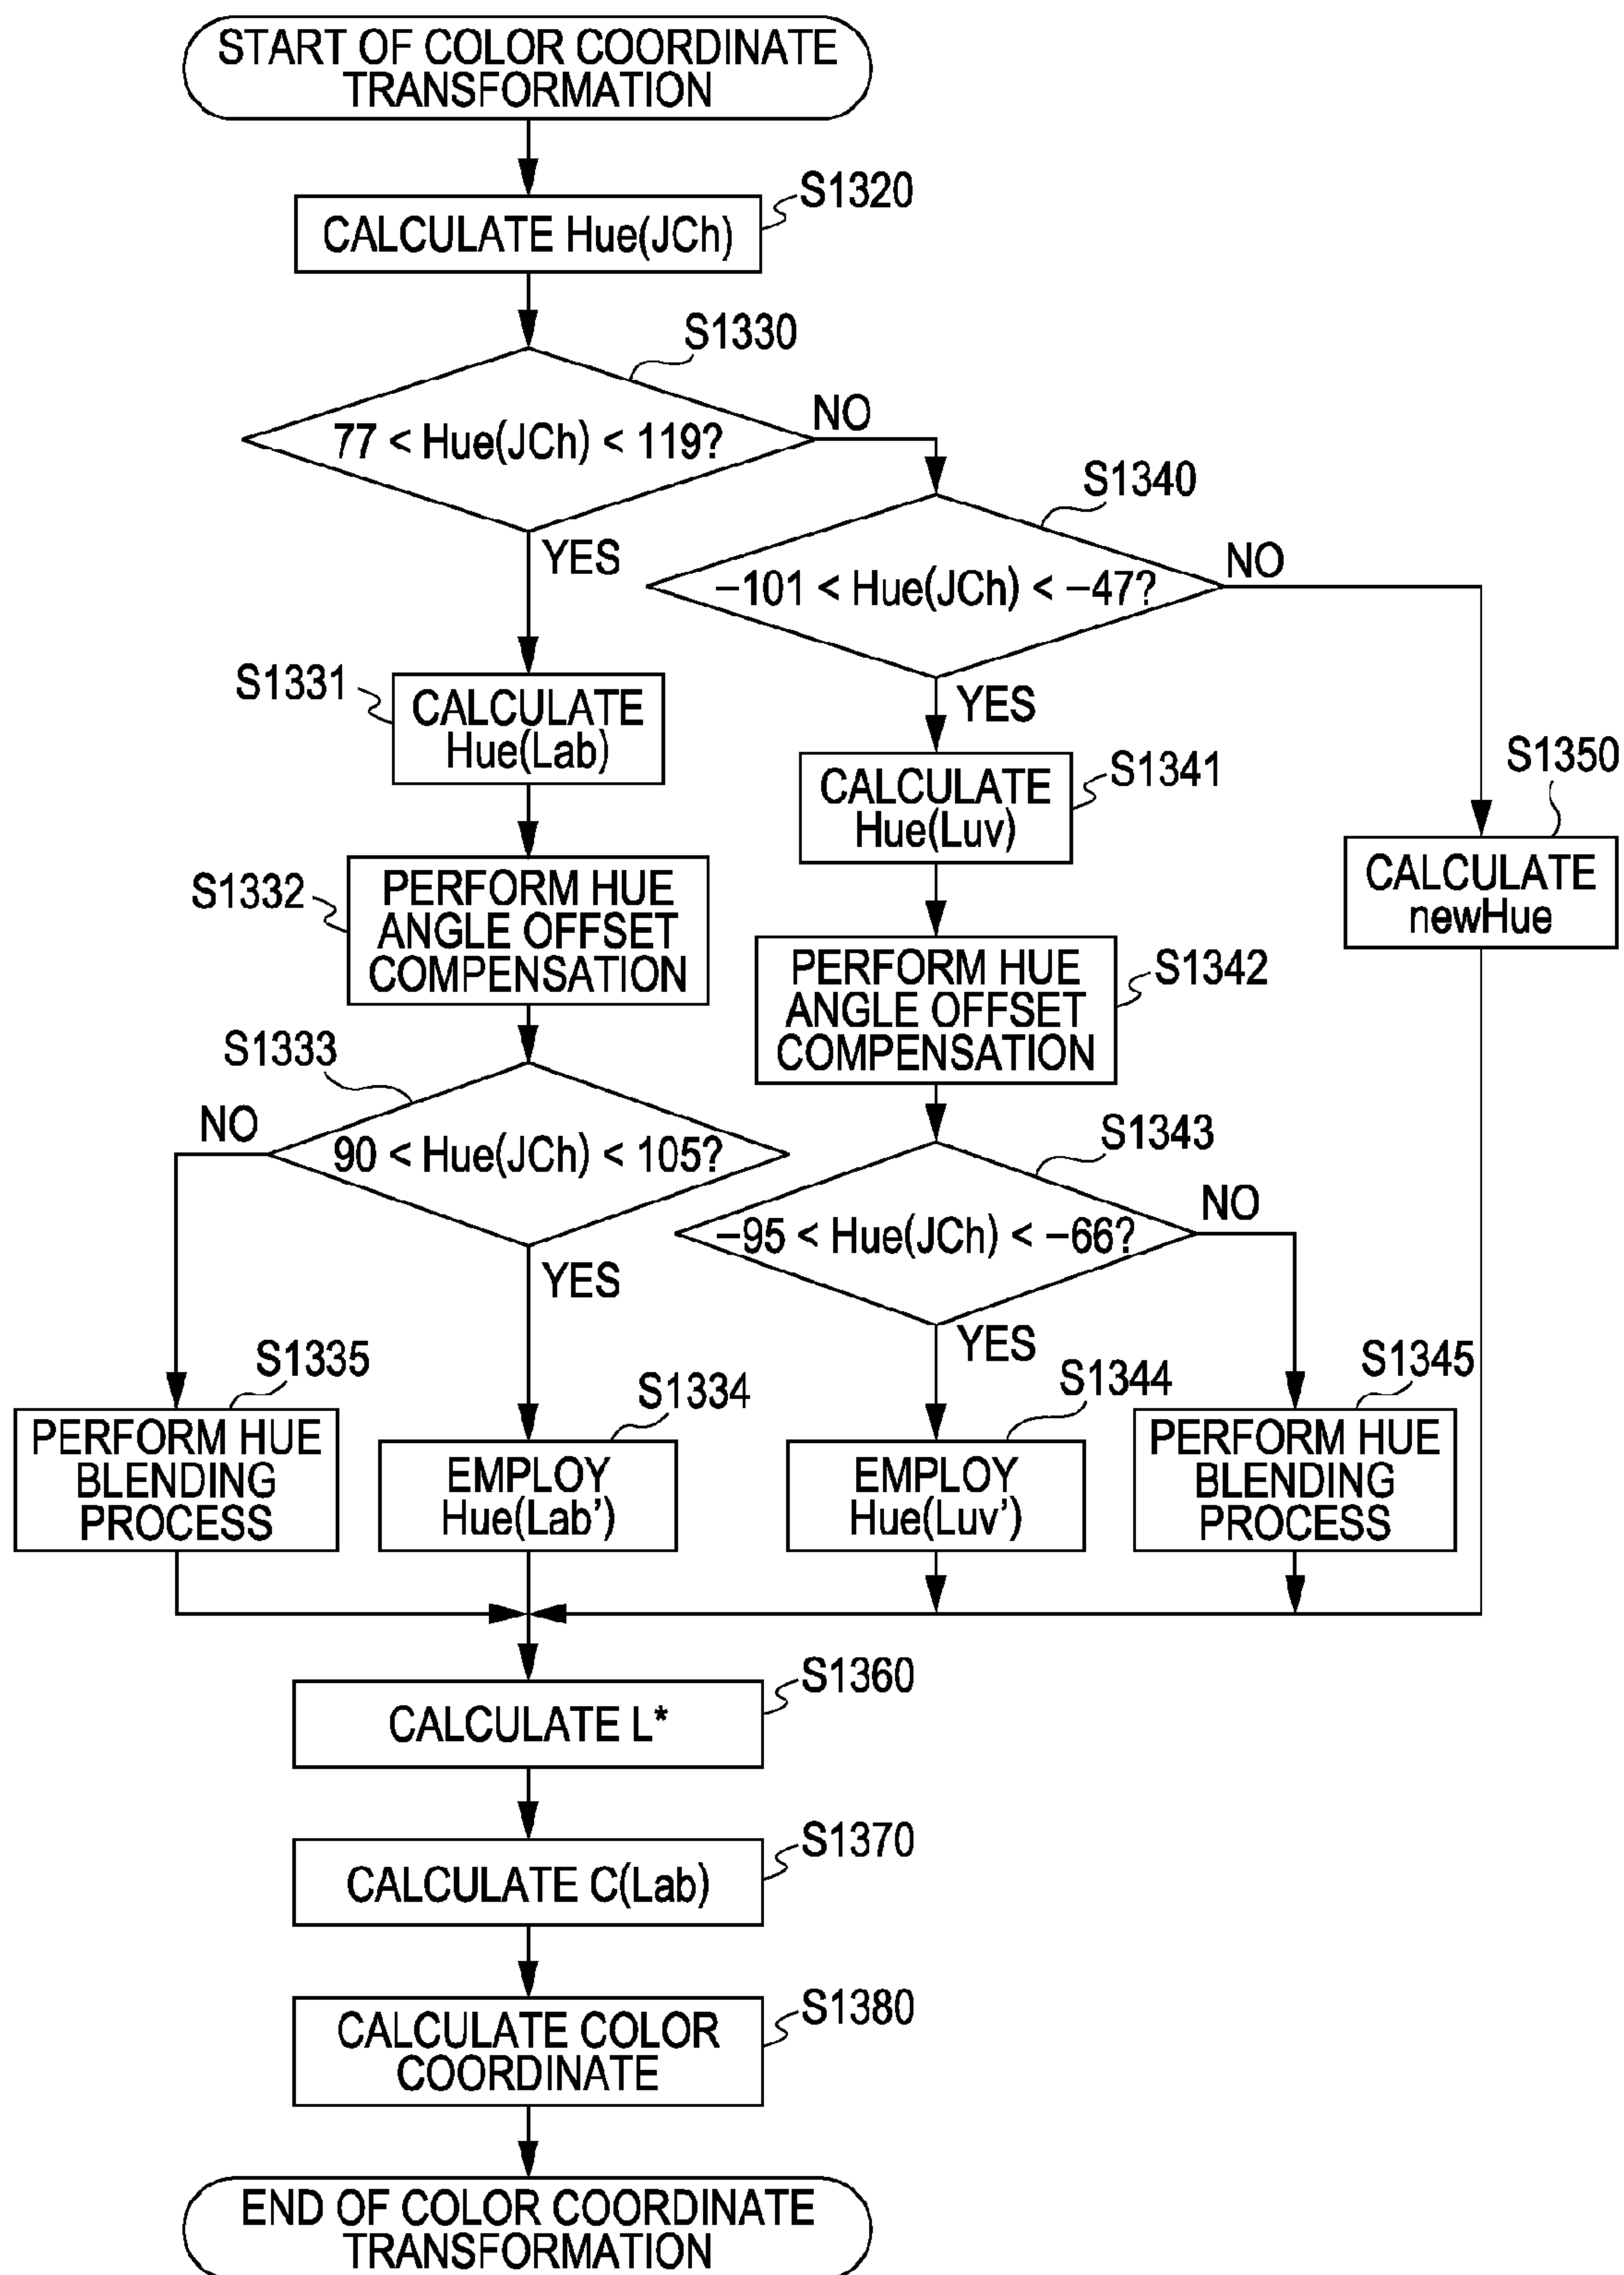 START OF COLOR COORDINATE
TRANSFORMATION
S1320
CALCULATE Hue(JCh)
S1330
77 < Hue(JCh) < 119?
NO
YES
S1340
–101 < Hue(JCh) < –47?
NO
YES
S1331
CALCULATE
Hue(Lab)
S1341
CALCULATE
Hue(Luv)
S1350
CALCULATE
newHue
S1332
PERFORM HUE
ANGLE OFFSET
COMPENSATION
S1342
PERFORM HUE
ANGLE OFFSET
COMPENSATION
S1333
90 < Hue(JCh) < 105?
NO
YES
S1343
–95 < Hue(JCh) < –66?
NO
YES
S1335
PERFORM HUE
BLENDING
PROCESS
S1334
EMPLOY
Hue(Lab’)
S1344
EMPLOY
Hue(Luv’)
S1345
PERFORM HUE
BLENDING
PROCESS
S1360
CALCULATE L*
S1370
CALCULATE C(Lab)
S1380
CALCULATE COLOR
COORDINATE
END OF COLOR COORDINATE
TRANSFORMATION